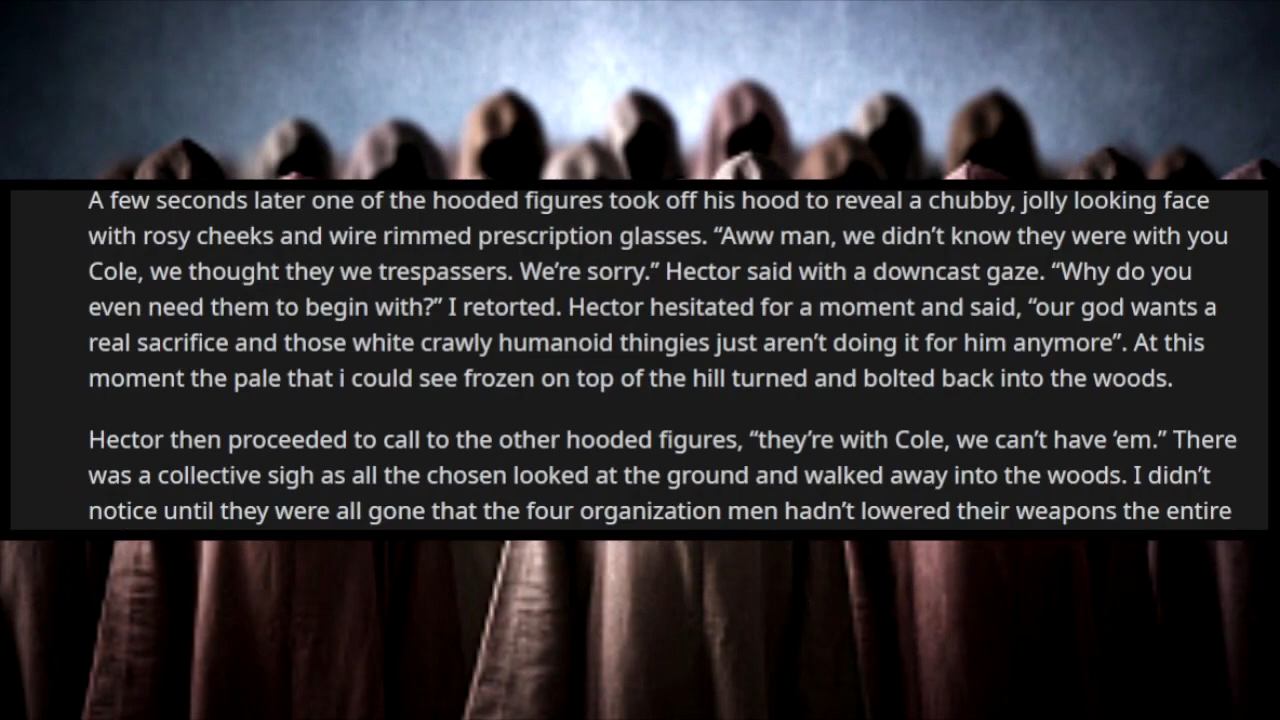 A few seconds later one of the hooded figures took off his hood to reveal a chubby, jolly looking face
with rosy cheeks and wire rimmed prescription glasses. “Aww man, we didn’t know they were with you
Cole, we thought they we trespassers. We’re sorry.” Hector said with a downcast gaze. “Why do you
even need them to begin with?” I retorted. Hector hesitated for a moment and said, “our god wants a
real sacrifice and those white crawly humanoid thingies just aren’t doing it for him anymore”. At this
moment the pale that i could see frozen on top of the hill turned and bolted back into the woods.
Hector then proceeded to call to the other hooded figures, “they’re with Cole, we can’t have ‘em.” There
was a collective sigh as all the chosen looked at the ground and walked away into the woods. I didn’t
notice until they were all gone that the four organization men hadn’t lowered their weapons the entire